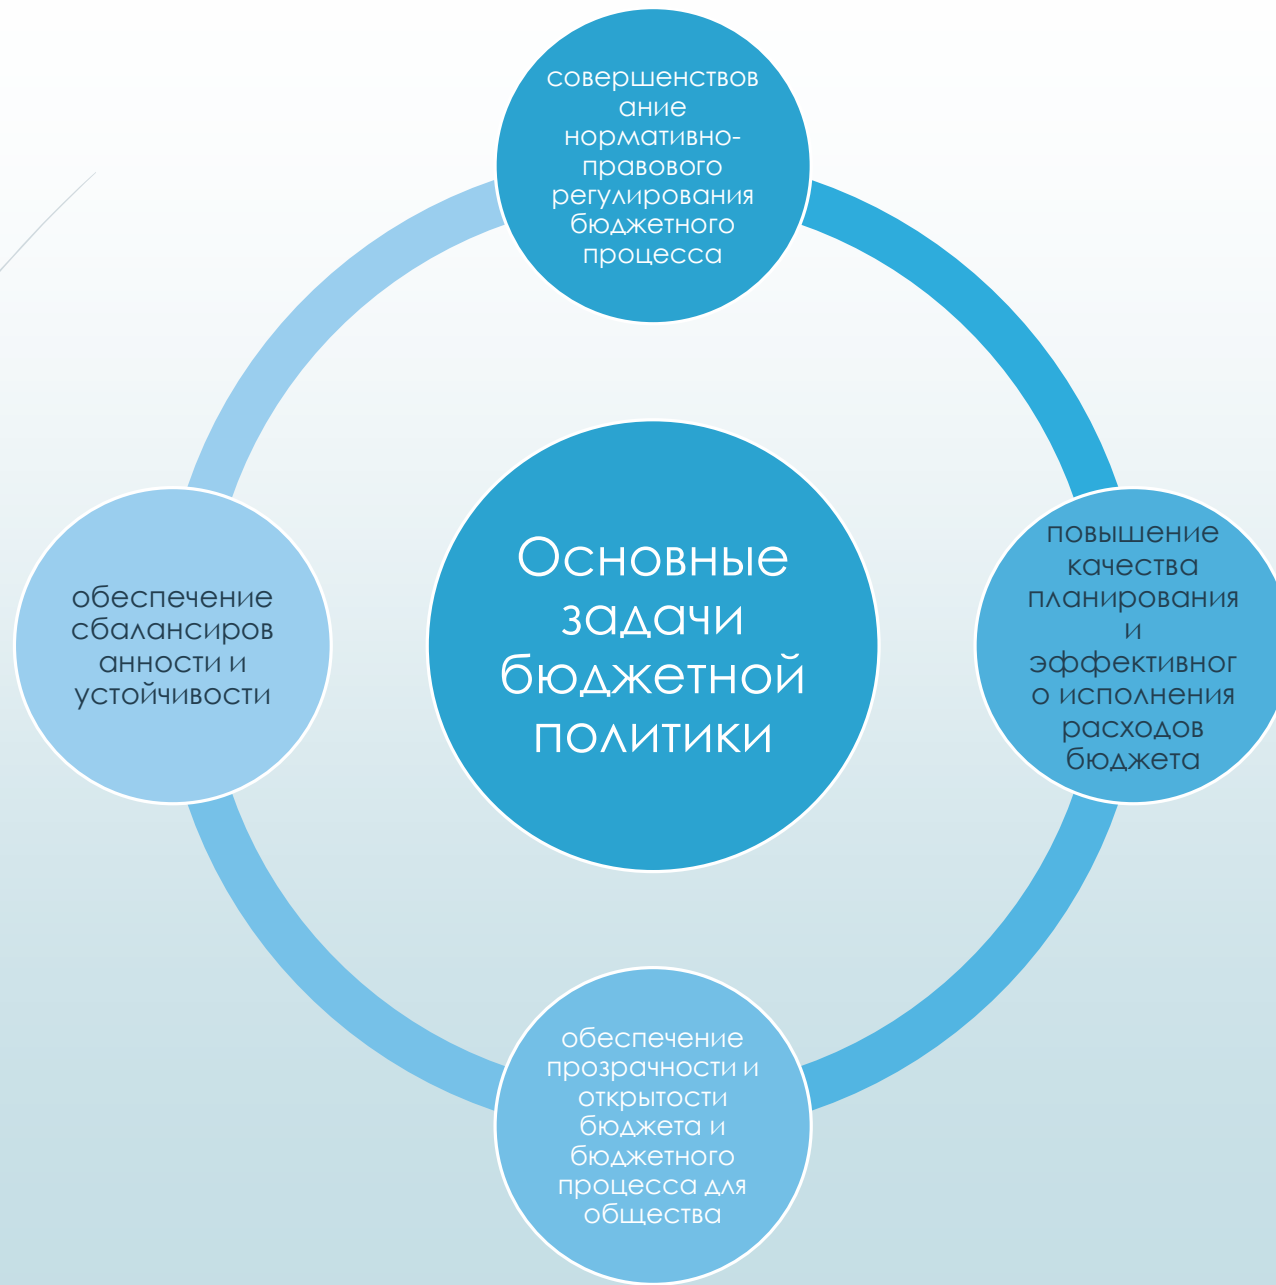 совершенствов
ание
нормативно-
правового
регулирования
бюджетного
процесса
Основные
задачи
бюджетной
политики
повышение
качества
планирования
и
эффективног
о исполнения
расходов
бюджета
обеспечение
прозрачности и
открытости
бюджета и
бюджетного
процесса для
общества
обеспечение
сбалансиров
анности и
устойчивости